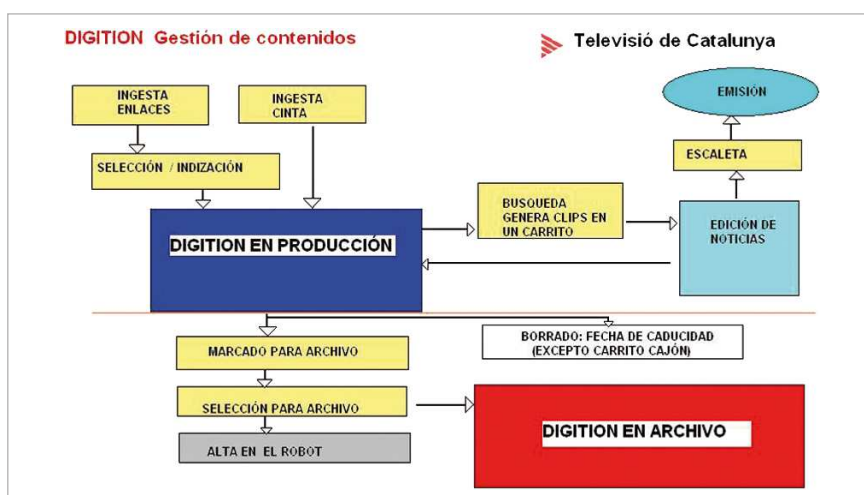 DIGITION Gestión de contenidos
Televisió de Catalunya
INGESTA
ENLACES
INGESTA
CINTA
EMISIÓN
SELECCIÓN / INDIZACIÓN
ESCALETA
BUSQUEDA
GENERA CLIPS EN
UN CARRITO
EDICIÓN DE
NOTICIAS
DIGITION EN PRODUCCIÓN
MARCADO PARA ARCHIVO
BORRADO: FECHA DE CADUCIDAD
(EXCEPTO CARRITO CAJÓN)
SELECCIÓN PARA ARCHIVO
DIGITION EN ARCHIVO
ALTA EN EL ROBOT